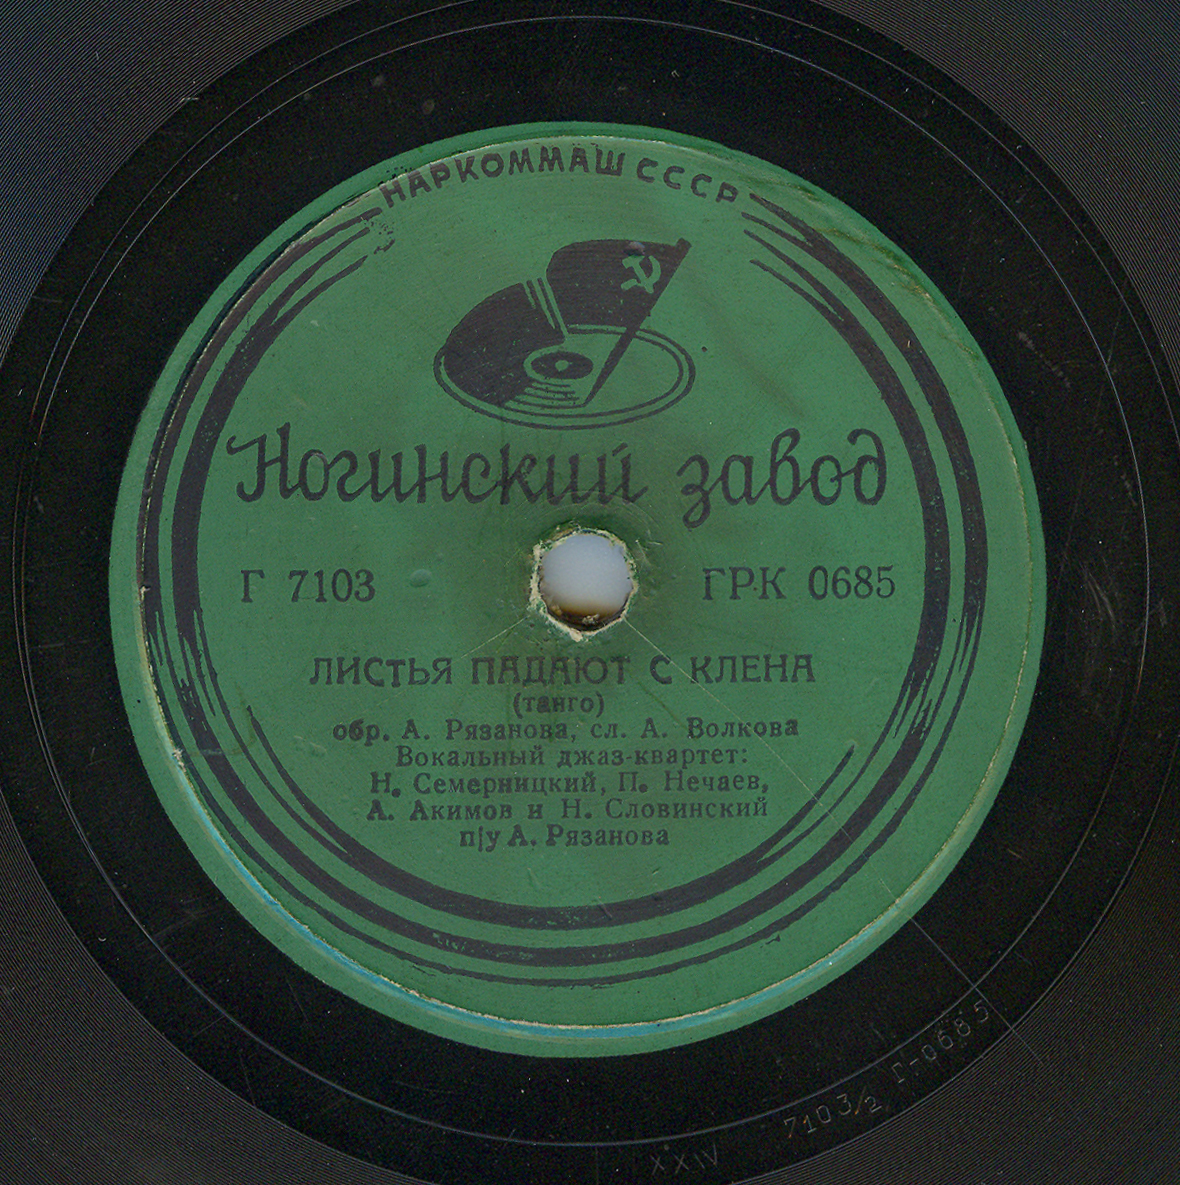 НАРКОММАШ СССР
Ногинский завод
Г 7103 ГРК 0685
ЛИСТЬЯ ПАДАЮТ С КЛЕНА
(танго)
обр. А. Рязанова, сл. А. Волкова
Вокальный джаз-квартет:
Н. Семерницкий, П. Нечаев,
А. Акимов и Н. Словинский
п/у А. Рязанова
XXIV 7103/2 Г-0685